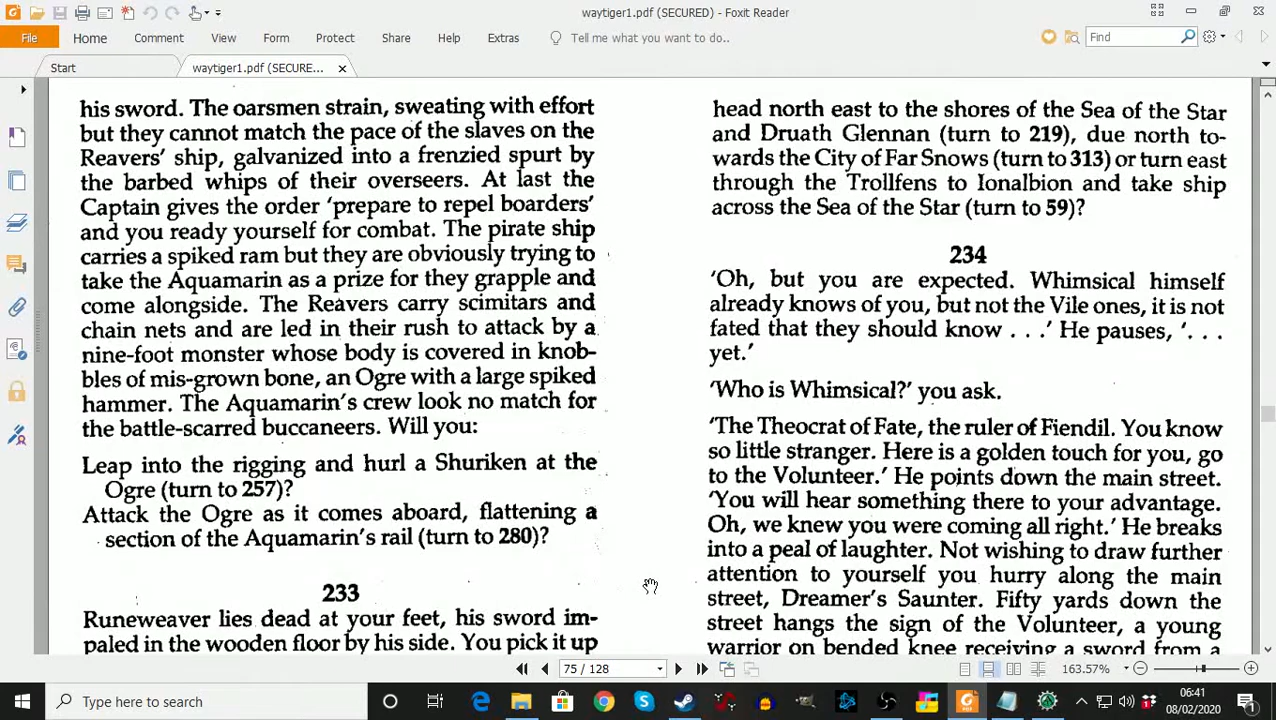 waytiger1.pdf (SECURED) - Foxit Reader
File
Home
Comment
View
Form
Protect
Share
Help
Extras
Tell me what you want to do..
Find
Start
waytiger1.pdf (SECURE...
his sword. The oarsmen strain, sweating with effort
but they cannot match the pace of the slaves on the
Reavers' ship, galvanized into a frenzied spurt by
the barbed whips of their overseers. At last the
Captain gives the order 'prepare to repel boarders'
and you ready yourself for combat. The pirate ship
carries a spiked ram but they are obviously trying to
take the Aquamarin as a prize for they grapple and
come alongside. The Reavers carry scimitars and
chain nets and are led in their rush to attack by a
nine-foot monster whose body is covered in knob-
bles of mis-grown bone, an Ogre with a large spiked
hammer. The Aquamarin's crew look no match for
the battle-scarred buccaneers. Will you:
Leap into the rigging and hurl a Shuriken at the
Ogre (turn to 257)?
Attack the Ogre as it comes aboard, flattening a
section of the Aquamarin's rail (turn to 280)?
233
Runeweaver lies dead at your feet, his sword im-
paled in the wooden floor by his side. You pick it up
head north east to the shores of the Sea of the Star
and Druath Glennan (turn to 219), due north to-
wards the City of Far Snows (turn to 313) or turn east
through the Trollfens to Ionalbion and take ship
across the Sea of the Star (turn to 59)?
234
'Oh, but you are expected. Whimsical himself
already knows of you, but not the Vile ones, it is not
fated that they should know . . .' He pauses, '. . .
yet.'
'Who is Whimsical?' you ask.
'The Theocrat of Fate, the ruler of Fiendil. You know
so little stranger. Here is a golden touch for you, go
to the Volunteer.' He points down the main street.
'You will hear something there to your advantage.
Oh, we knew you were coming all right.' He breaks
into a peal of laughter. Not wishing to draw further
attention to yourself you hurry along the main
street, Dreamer's Saunter. Fifty yards down the
street hangs the sign of the Volunteer, a young
warrior on bended knee receiving a sword from a
75 / 128
163.57%
Type here to search
06:41
08/02/2020
1